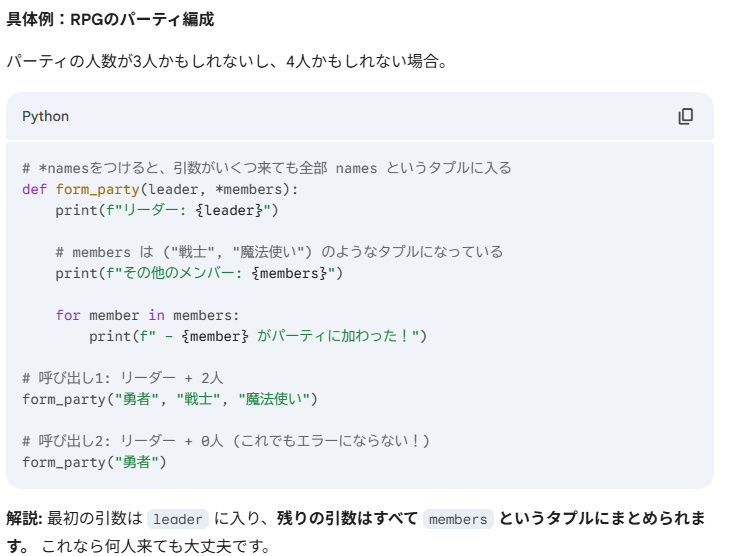 具体例：RPGのパーティ編成
パーティの人数が3人かもしれないし、4人かもしれない場合。
Python
# *namesをつけると、引数がいくつ来ても全部 names というタプルに入る
def form_party(leader, *members):
    print(f"リーダー: {leader}")
    # members は ("戦士", "魔法使い") のようなタプルになっている
    print(f"その他のメンバー: {members}")
    for member in members:
        print(f" - {member} がパーティに加わった！")
# 呼び出し1: リーダー + 2人
form_party("勇者", "戦士", "魔法使い")
# 呼び出し2: リーダー + 0人 (これでもエラーにならない！)
form_party("勇者")
解説: 最初の引数は leader に入り、残りの引数はすべて members というタプルにまとめられま
す。 これなら何人来ても大丈夫です。